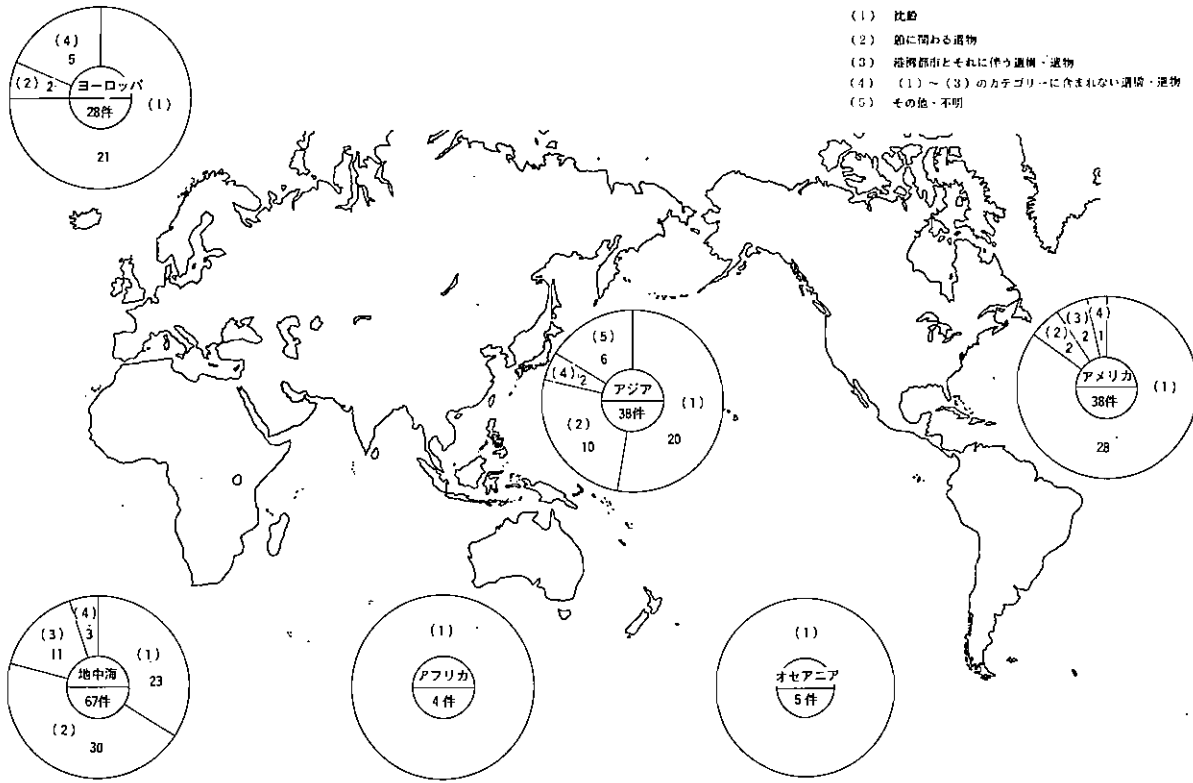 (1) 沈船
(2) 船に関わる遺物
(3) 港湾都市とそれに伴う遺構・遺物
(4) (1)～(3)のカテゴリーに含まれない遺構・遺物
(5) その他・不明
(4)
5
(2) 2
ヨーロッパ
28件
(1)
21
(5)
6
(4) 2
アジア
38件
(1)
20
(2)
10
(2)
2
(3)
2
(4)
1
アメリカ
38件
(1)
28
(4)
3
(3)
11
地中海
67件
(1)
23
(2)
30
(1)
アフリカ
4件
(1)
オセアニア
5件